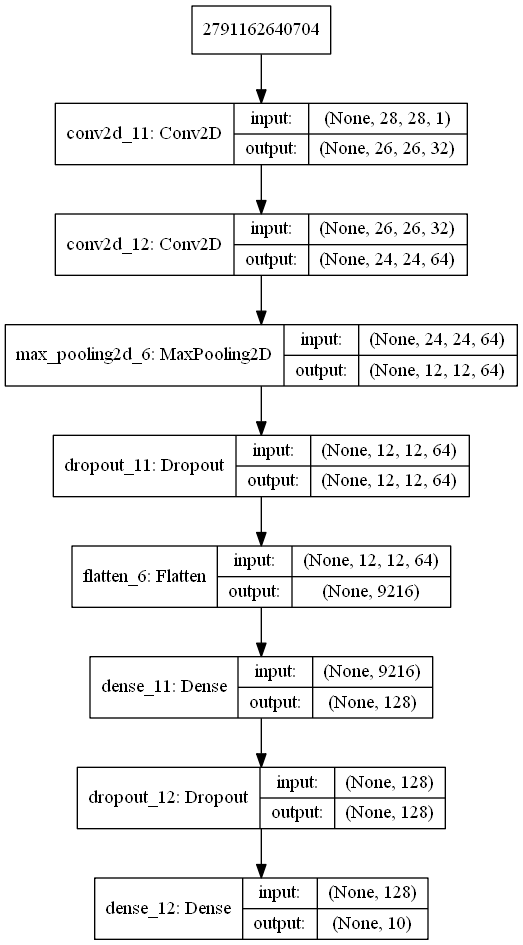 2791162640704
conv2d_11: Conv2D
input:
(None, 28, 28, 1)
output:
(None, 26, 26, 32)
conv2d_12: Conv2D
input:
(None, 26, 26, 32)
output:
(None, 24, 24, 64)
max_pooling2d_6: MaxPooling2D
input:
(None, 24, 24, 64)
output:
(None, 12, 12, 64)
dropout_11: Dropout
input:
(None, 12, 12, 64)
output:
(None, 12, 12, 64)
flatten_6: Flatten
input:
(None, 12, 12, 64)
output:
(None, 9216)
dense_11: Dense
input:
(None, 9216)
output:
(None, 128)
dropout_12: Dropout
input:
(None, 128)
output:
(None, 128)
dense_12: Dense
input:
(None, 128)
output:
(None, 10)